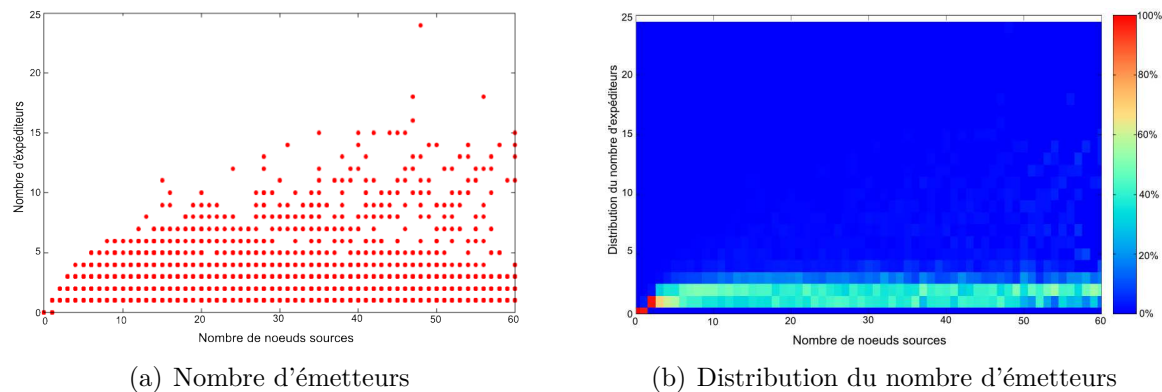 25
20
15
10
5
0
Nombre d'éxpéditeurs
0 10 20 30 40 50 60
Nombre de noeuds sources
(a) Nombre d'émetteurs
25
20
15
10
5
0
Distribution du nombre d'expéditeurs
10 20 30 40 50 60
Nombre de noeuds sources
100%
80%
60%
40%
20%
0%
(b) Distribution du nombre d'émetteurs